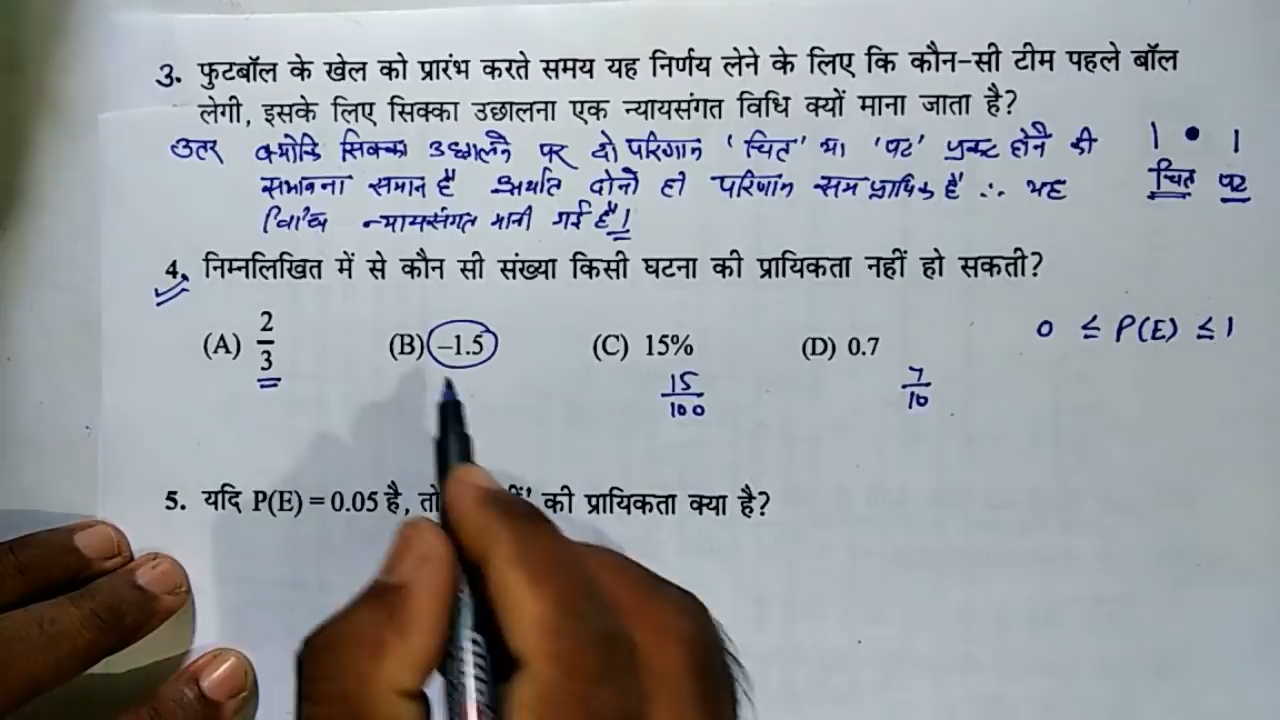 3. फुटबॉल के खेल को प्रारंभ करते समय यह निर्णय लेने के लिए कि कौन-सी टीम पहले बॉल
लेगी, इसके लिए सिक्का उछालना एक न्यायसंगत विधि क्यों माना जाता है?
उत्तर क्योंकि सिक्का उछालने पर दो परिणाम 'चित' या 'पट' प्रकट होने की
संभावना समान है अर्थात दोनों ही परिणाम सम प्रायिक है ∴ यह
विधि न्यायसंगत मानी गई है।
1 • 1
चित पट
4. निम्नलिखित में से कौन सी संख्या किसी घटना की प्रायिकता नहीं हो सकती?
0 ≤ P(E) ≤ 1
(A) 2/3 (B) –1.5 (C) 15% (D) 0.7
15/100 7/10
5. यदि P(E) = 0.05 है, तो की प्रायिकता क्या है?